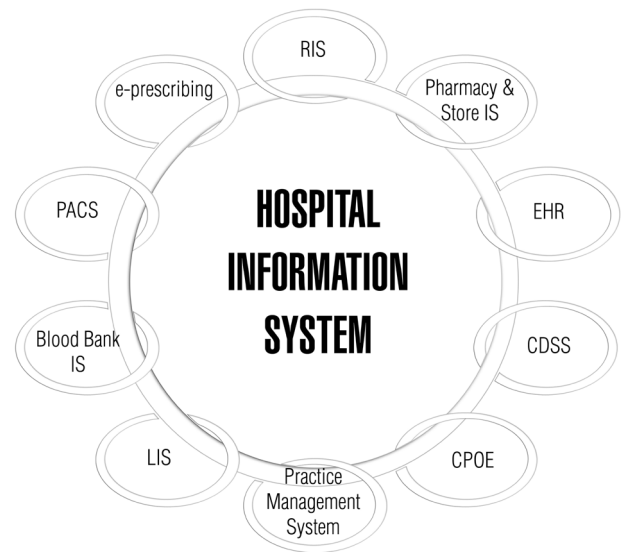 RIS
e-prescribing
Pharmacy &
Store IS
PACS
HOSPITAL
INFORMATION
SYSTEM
EHR
Blood Bank
IS
CDSS
LIS
CPOE
Practice
Management
System